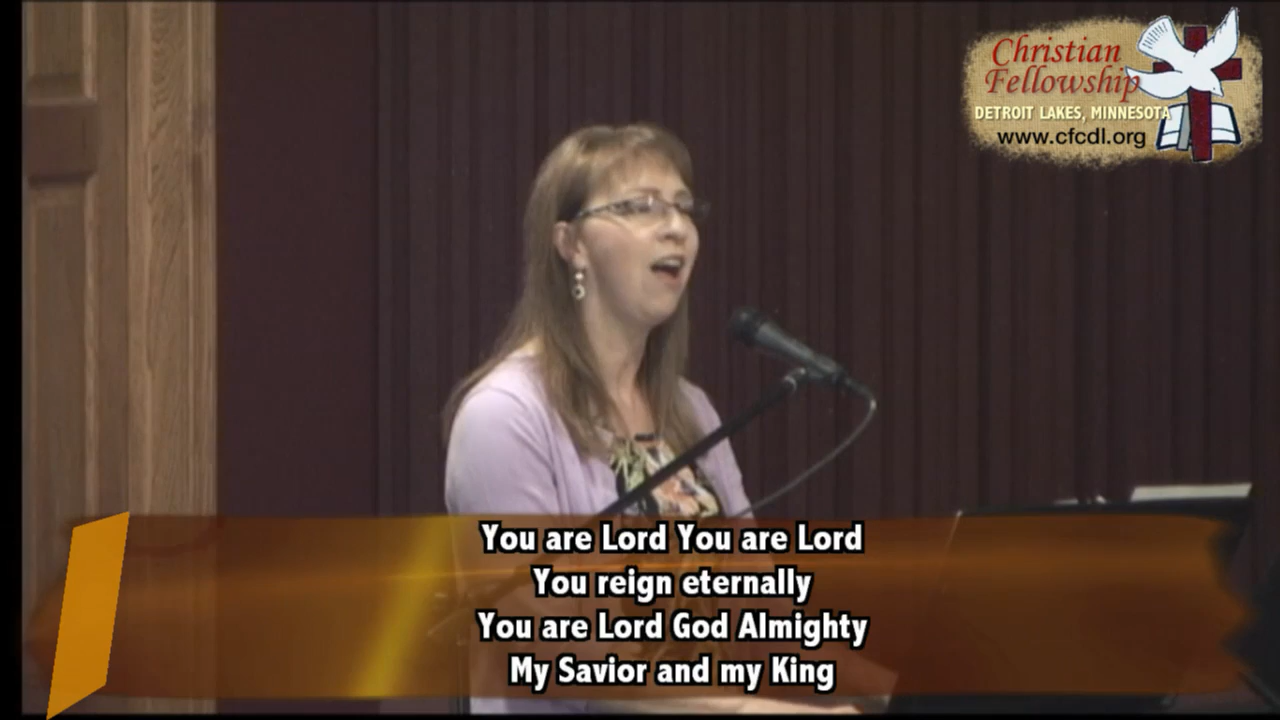 Christian
Fellowship
DETROIT LAKES, MINNESOTA
www.cfcdl.org
You are Lord You are Lord
You reign eternally
You are Lord God Almighty
My Savior and my King